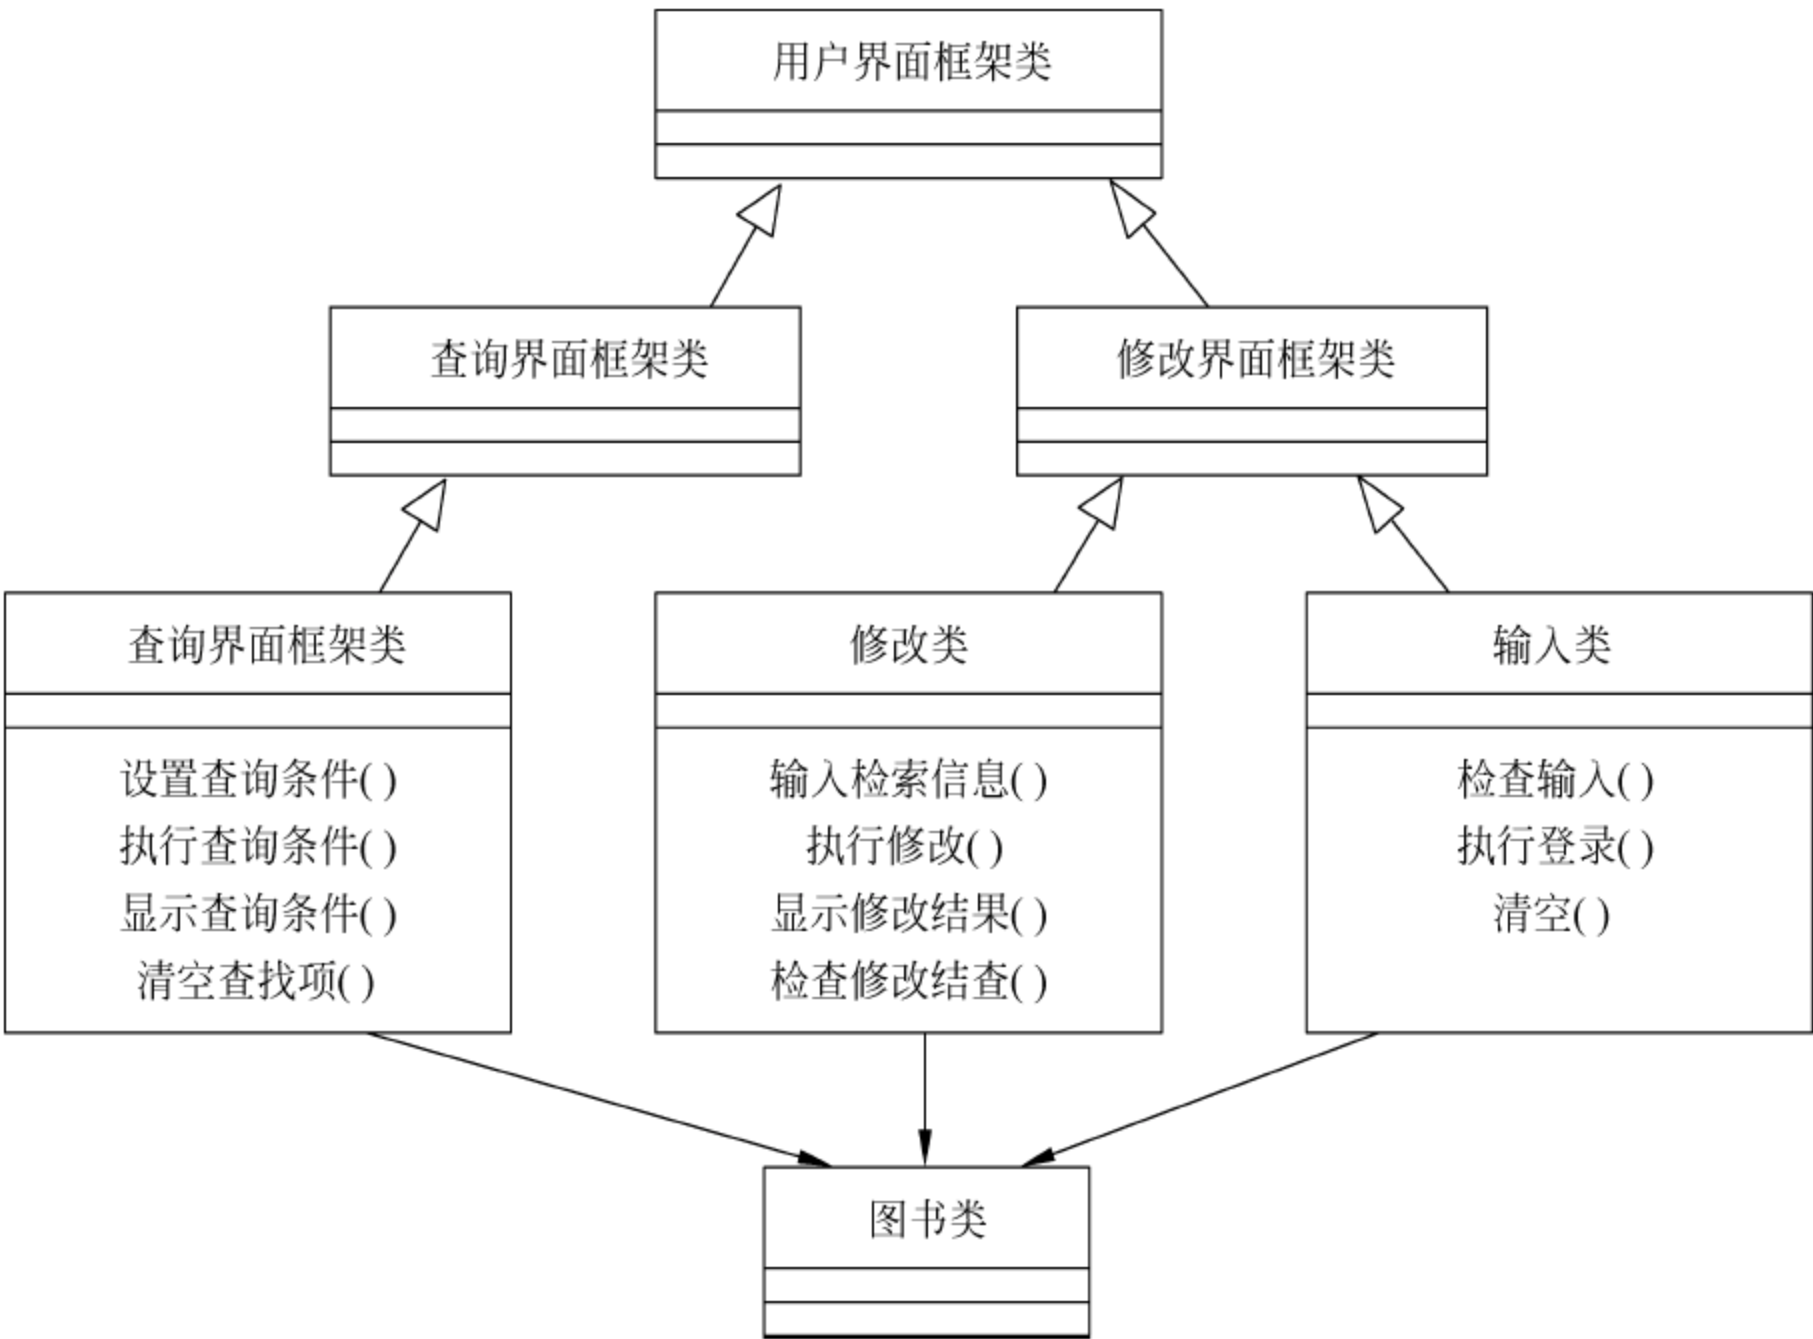 用户界面框架类
查询界面框架类
修改界面框架类
查询界面框架类
设置查询条件( )
执行查询条件( )
显示查询条件( )
清空查找项( )
修改类
输入检索信息( )
执行修改( )
显示修改结果( )
检查修改结查( )
输入类
检查输入( )
执行登录( )
清空( )
图书类